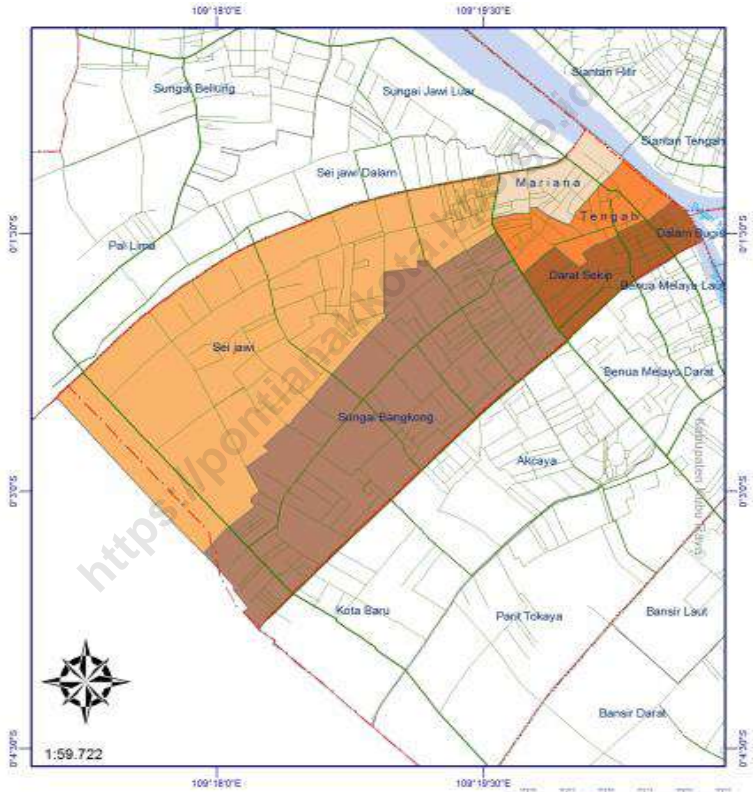 109°18'0"E
109°19'30"E
Siantan Hilir
Sungai Beliung
Sungai Jawi Luar
Siantan Tengah
Sei jawi Dalam
Mariana
Tengah
0°1'30"S
0°1'30"S
Dalam Bugis
Pal Lima
Darat Sekip
Benua Melayu Laut
Sei jawi
Benua Melayu Darat
Sungai Bangkong
Akcaya
Kabupaten Kubu Raya
0°3'0"S
0°3'0"S
https://pontianakkota.bps.go.id
Kota Baru
Parit Tokaya
Bansir Laut
Bansir Darat
1:59.722
0°4'30"S
0°4'30"S
109°18'0"E
109°19'30"E